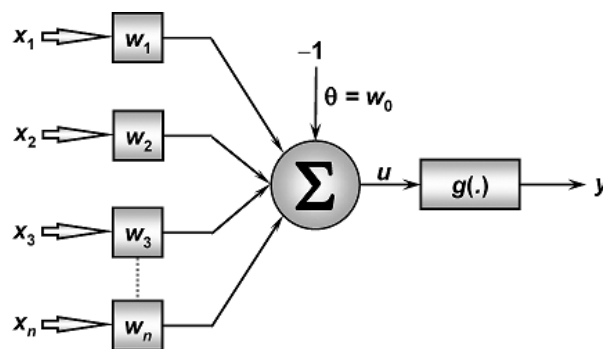 x1 w1
−1
θ = w0
x2 w2
Σ u g(.) y
x3 w3
xn wn